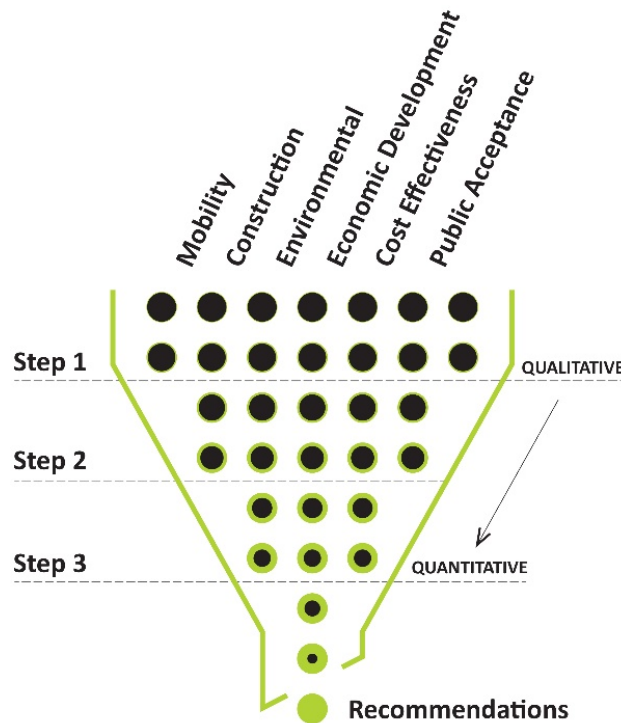 Mobility
Construction
Environmental
Economic Development
Cost Effectiveness
Public Acceptance
Step 1
QUALITATIVE
Step 2
Step 3
QUANTITATIVE
Recommendations